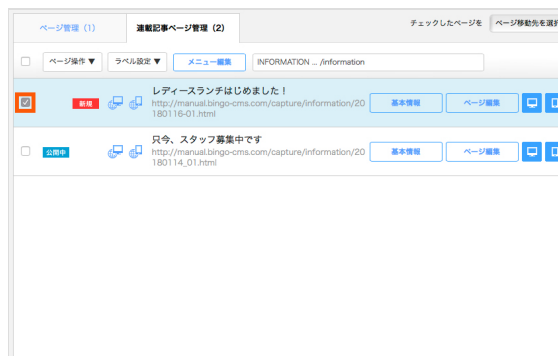 ページ管理（1）
連載記事ページ管理（2）
チェックしたページを
ページ移動先を選択
ページ操作 ▼
ラベル設定 ▼
メニュー編集
INFORMATION ... /information
新規
レディースランチはじめました！
http://manual.bingo-cms.com/capture/information/20
180116-01.html
基本情報
ページ編集
公開中
只今、スタッフ募集中です
http://manual.bingo-cms.com/capture/information/20
180114_01.html
基本情報
ページ編集